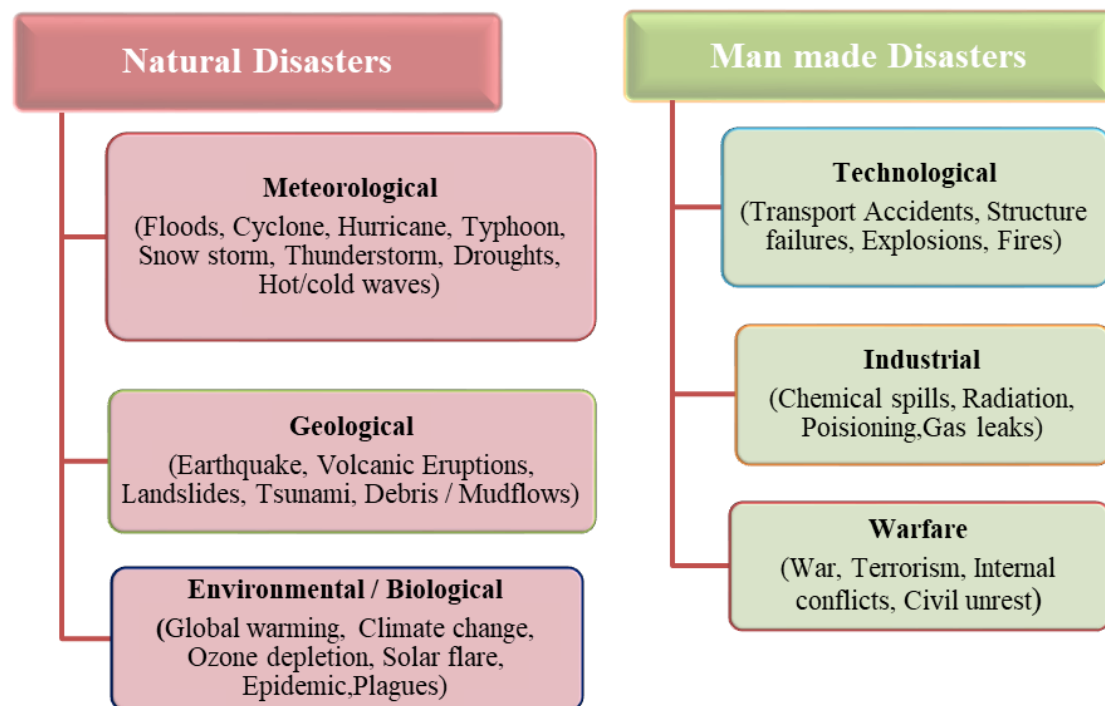 Natural Disasters
Meteorological
(Floods, Cyclone, Hurricane, Typhoon,
Snow storm, Thunderstorm, Droughts,
Hot/cold waves)
Geological
(Earthquake, Volcanic Eruptions,
Landslides, Tsunami, Debris / Mudflows)
Environmental / Biological
(Global warming, Climate change,
Ozone depletion, Solar flare,
Epidemic,Plagues)
Man made Disasters
Technological
(Transport Accidents, Structure
failures, Explosions, Fires)
Industrial
(Chemical spills, Radiation,
Poisioning,Gas leaks)
Warfare
(War, Terrorism, Internal
conflicts, Civil unrest)